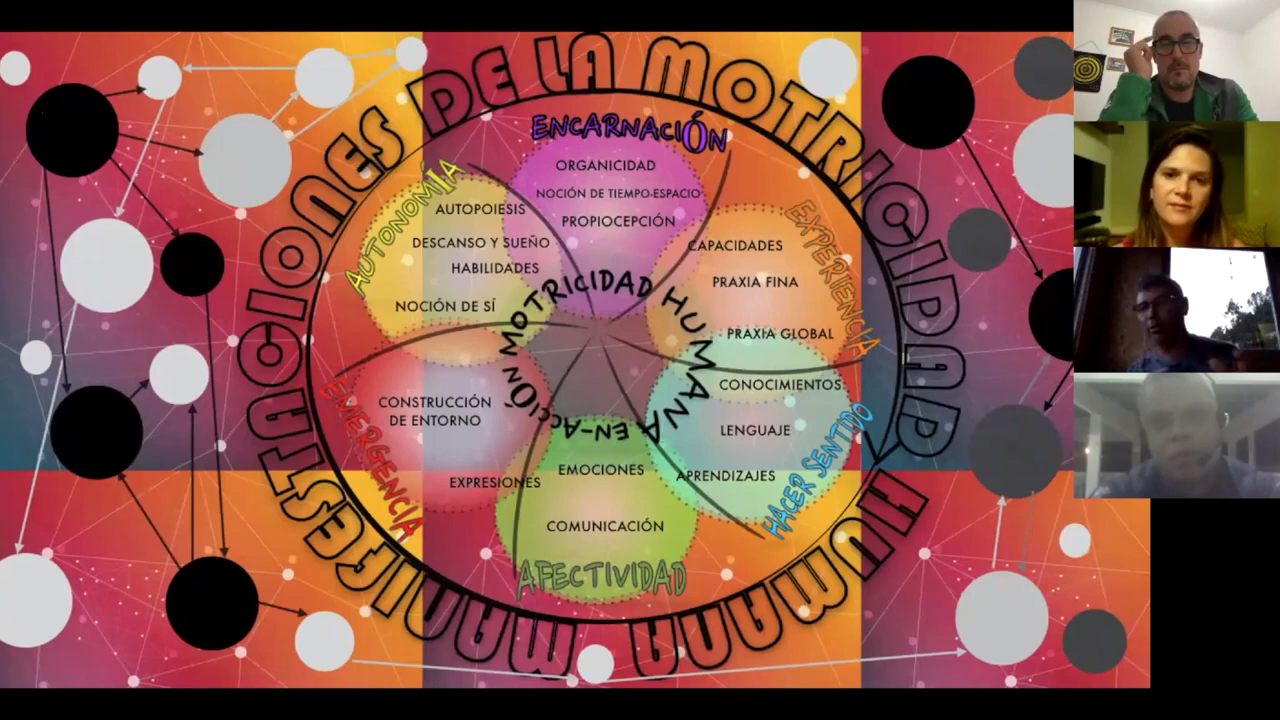 MANIFESTACIONES DE LA MOTRICIDAD HUMANA
ENCARNACIÓN
ORGANICIDAD
NOCIÓN DE TIEMPO-ESPACIO
PROPIOCEPCIÓN
EXPERIENCIA
CAPACIDADES
PRAXIA FINA
PRAXIA GLOBAL
HACER SENTIDO
CONOCIMIENTOS
LENGUAJE
APRENDIZAJES
AFECTIVIDAD
EMOCIONES
COMUNICACIÓN
EMERGENCIA
CONSTRUCCIÓN
DE ENTORNO
EXPRESIONES
AUTONOMÍA
AUTOPOIESIS
DESCANSO Y SUEÑO
HABILIDADES
NOCIÓN DE SÍ
MOTRICIDAD HUMANA EN-ACCIÓN